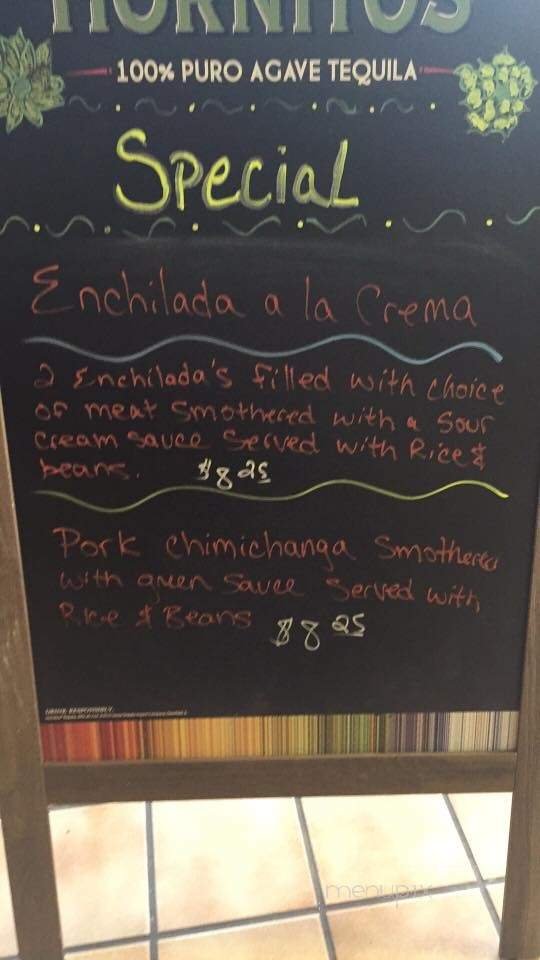 HORNITOS
100% PURO AGAVE TEQUILA
Special
Enchilada a la Crema
2 Enchilada's filled with choice
of meat Smothered with a Sour
cream sauce Served with Rice &
beans. $8 25
Pork chimichanga Smothered
with green sauce Served with
Rice & Beans $8 25
menupix